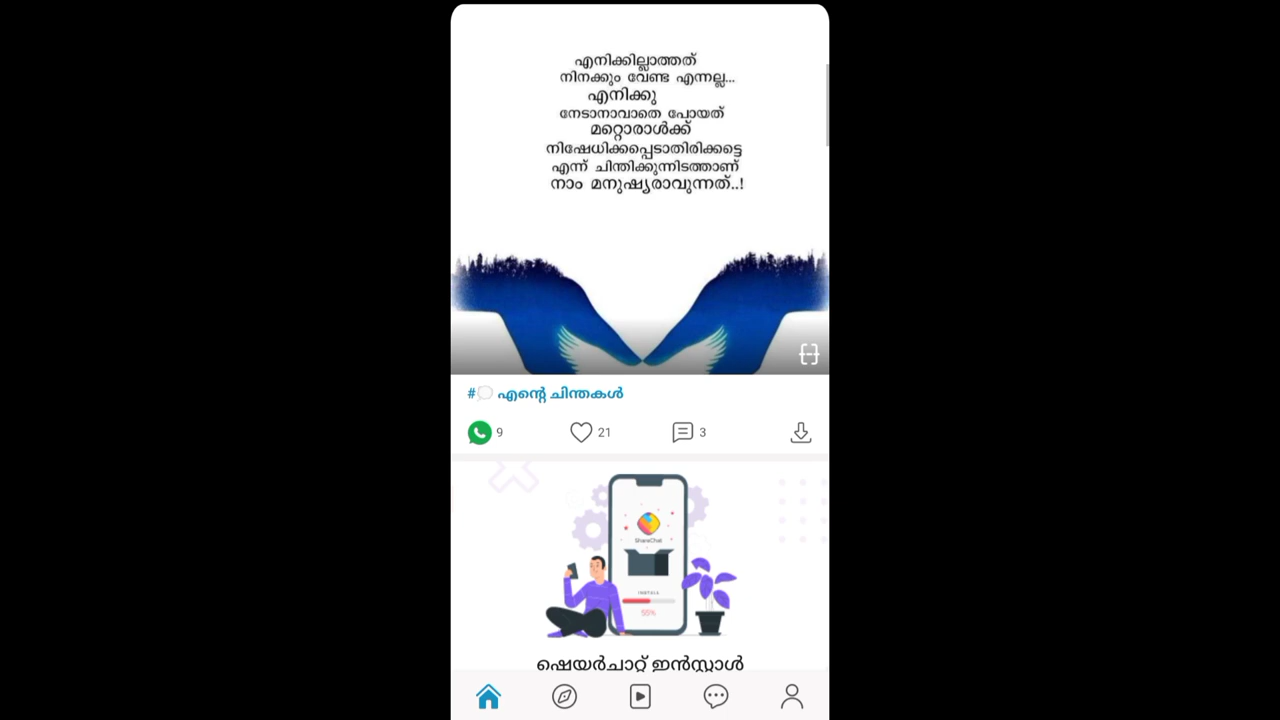 എനിക്കില്ലാത്തത്
നിനക്കും വേണ്ട എന്നല്ല...
എനിക്കു
നേടാനാവാതെ പോയത്
മറ്റൊരാൾക്ക്
നിഷേധിക്കപ്പെടാതിരിക്കട്ടെ
എന്ന് ചിന്തിക്കുന്നിടത്താണ്
നാം മനുഷ്യരാവുന്നത്..!
#💭 എന്റെ ചിന്തകൾ
9 21 3
ShareChat
55%
ഷെയർചാറ്റ് ഇൻസ്റ്റാൾ